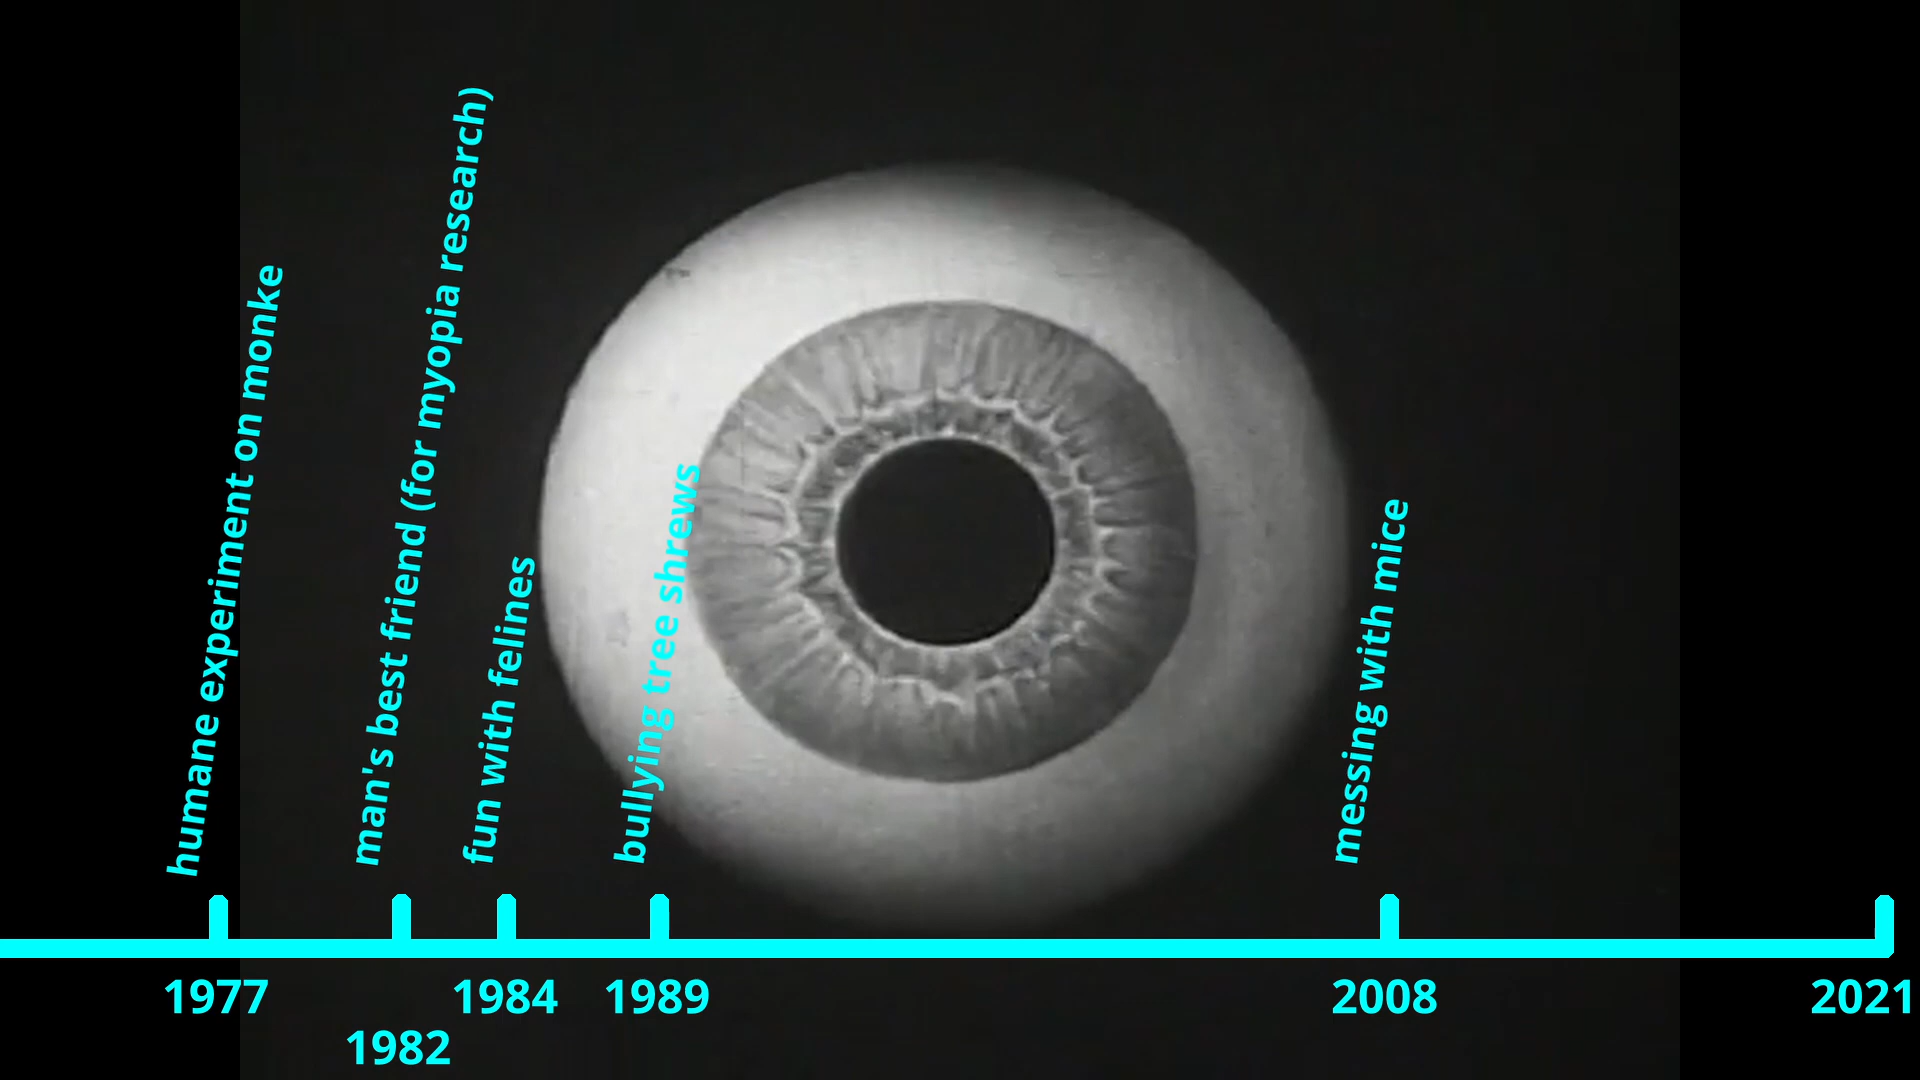 humane experiment on monke
man's best friend (for myopia research)
fun with felines
bullying tree shrews
messing with mice
1977
1982
1984
1989
2008
2021